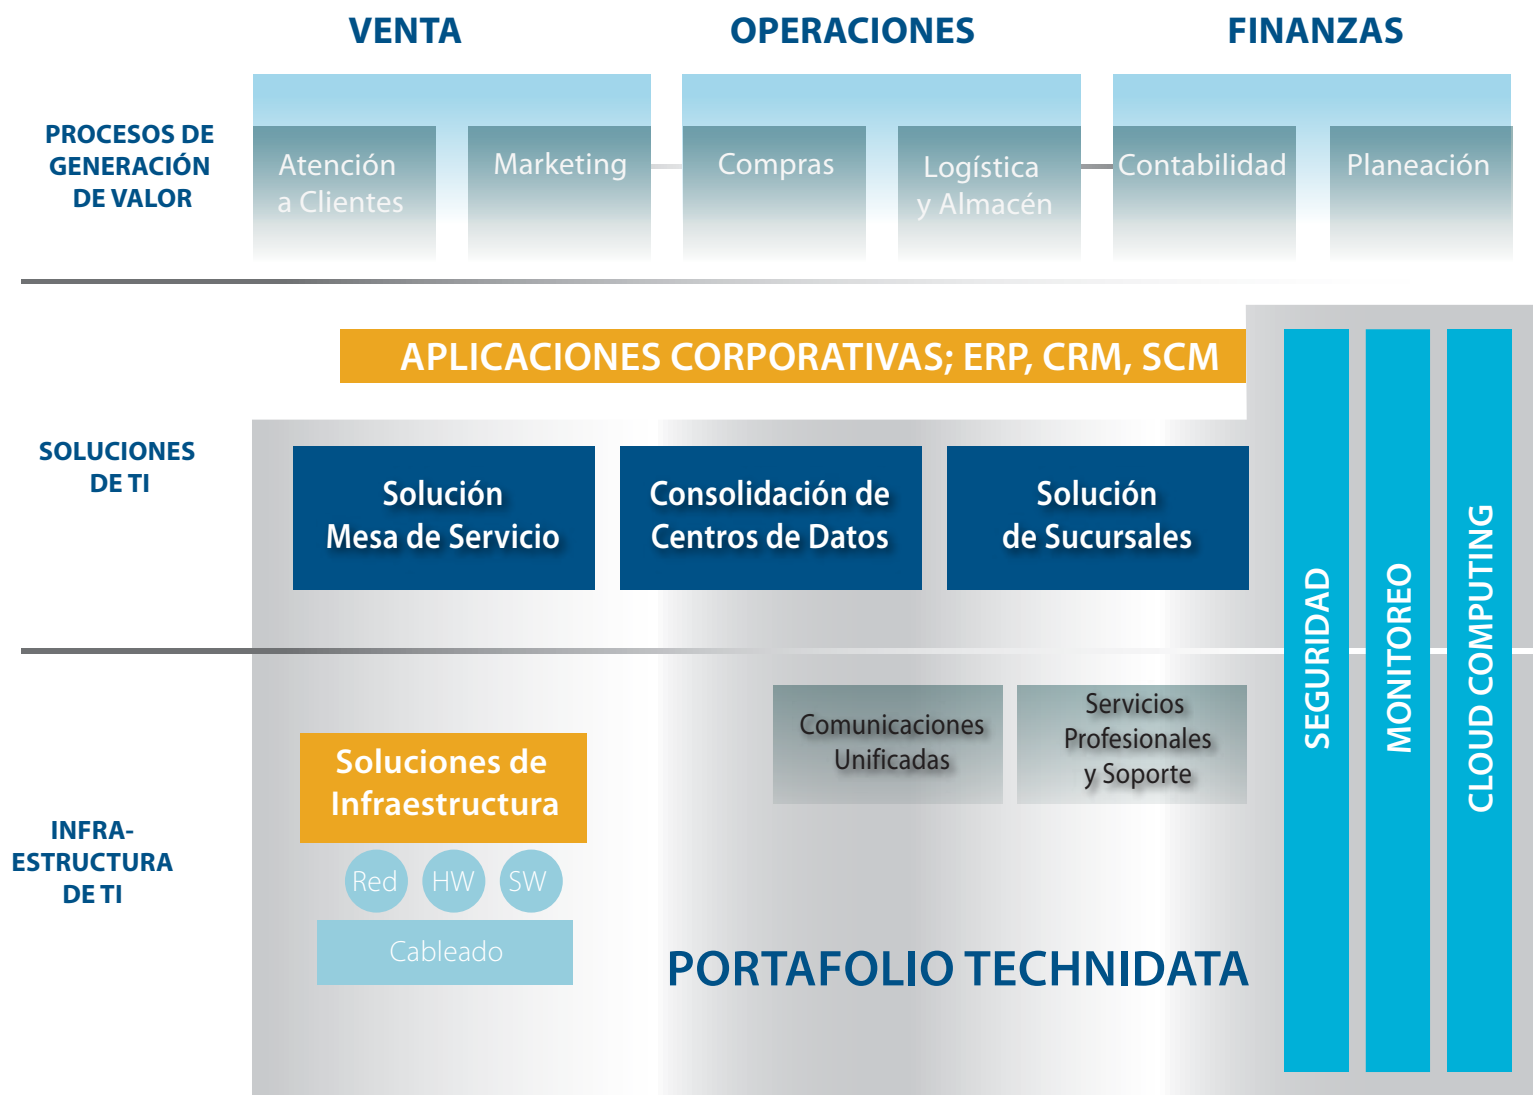 VENTA
OPERACIONES
FINANZAS
PROCESOS DE
GENERACIÓN
DE VALOR
Atención
a Clientes
Marketing
Compras
Logística
y Almacén
Contabilidad
Planeación
APLICACIONES CORPORATIVAS; ERP, CRM, SCM
SOLUCIONES
DE TI
Solución
Mesa de Servicio
Consolidación de
Centros de Datos
Solución
de Sucursales
SEGURIDAD
MONITOREO
CLOUD COMPUTING
INFRA-
ESTRUCTURA
DE TI
Soluciones de
Infraestructura
Red
HW
SW
Cableado
Comunicaciones
Unificadas
Servicios
Profesionales
y Soporte
PORTAFOLIO TECHNIDATA